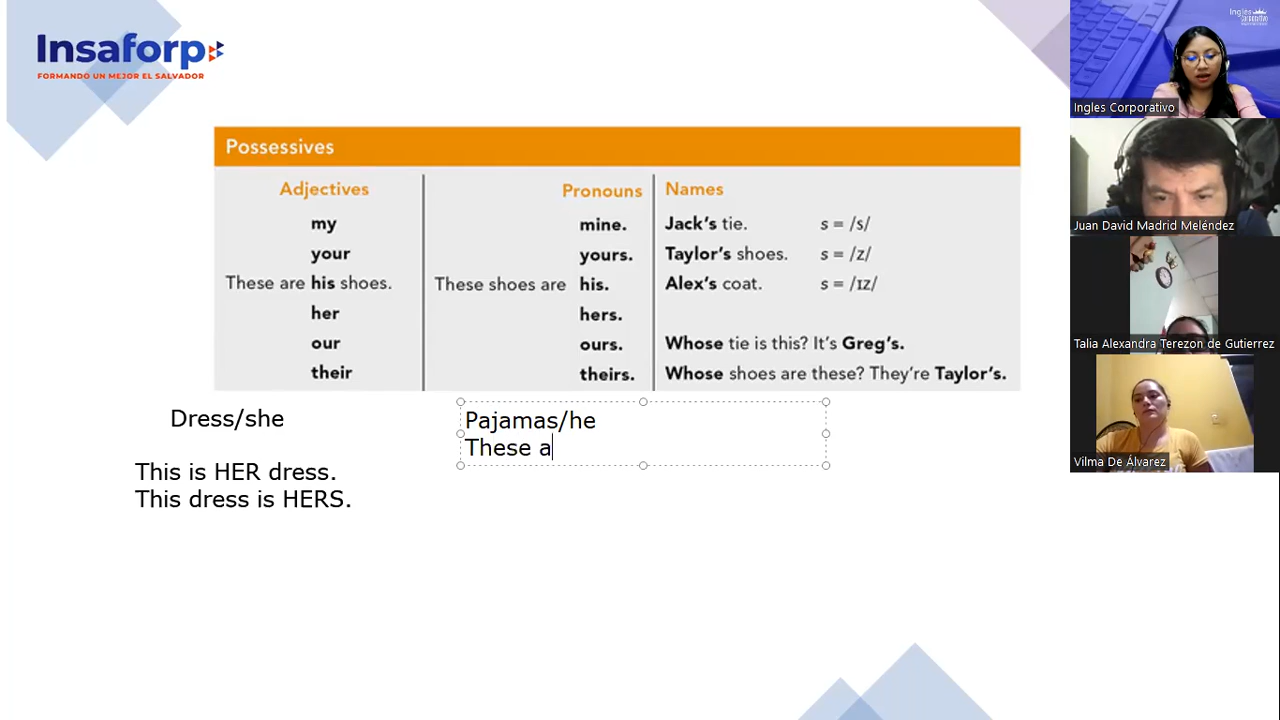 Insaforp
FORMANDO UN MEJOR EL SALVADOR
Possessives
Adjectives
my
your
These are his shoes.
her
our
their
Pronouns
mine.
yours.
These shoes are his.
hers.
ours.
theirs.
Names
Jack's tie. s = /s/
Taylor's shoes. s = /z/
Alex's coat. s = /ɪz/
Whose tie is this? It's Greg's.
Whose shoes are these? They're Taylor's.
Dress/she
This is HER dress.
This dress is HERS.
Pajamas/he
These a
Ingles Corporativo
Juan David Madrid Meléndez
Talia Alexandra Terezon de Gutierrez
Vilma De Álvarez